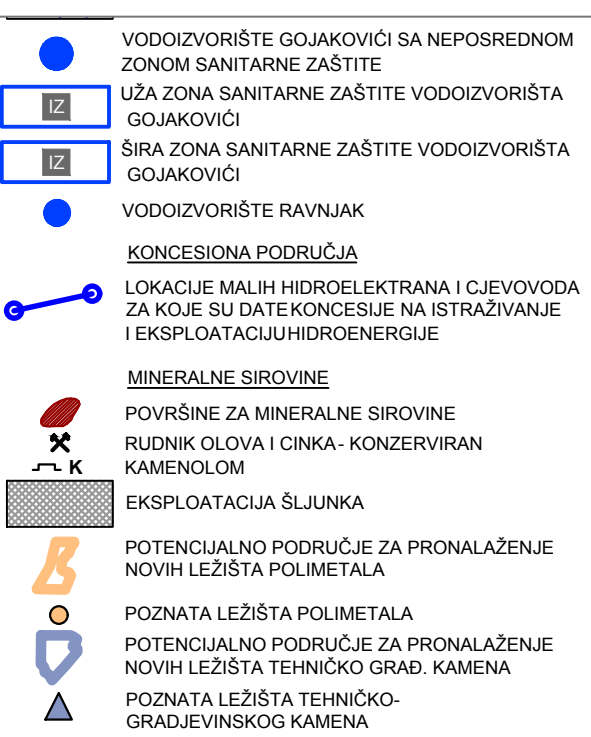 VODOIZVORIŠTE GOJAKOVIĆI SA NEPOSREDNOM
ZONOM SANITARNE ZAŠTITE
IZ
UŽA ZONA SANITARNE ZAŠTITE VODOIZVORIŠTA
GOJAKOVIĆI
IZ
ŠIRA ZONA SANITARNE ZAŠTITE VODOIZVORIŠTA
GOJAKOVIĆI
VODOIZVORIŠTE RAVNJAK
KONCESIONA PODRUČJA
LOKACIJE MALIH HIDROELEKTRANA I CJEVOVODA
ZA KOJE SU DATE KONCESIJE NA ISTRAŽIVANJE
I EKSPLOATACIJU HIDROENERGIJE
MINERALNE SIROVINE
POVRŠINE ZA MINERALNE SIROVINE
RUDNIK OLOVA I CINKA - KONZERVIRAN
K KAMENOLOM
EKSPLOATACIJA ŠLJUNKA
POTENCIJALNO PODRUČJE ZA PRONALAŽENJE
NOVIH LEŽIŠTA POLIMETALA
POZNATA LEŽIŠTA POLIMETALA
POTENCIJALNO PODRUČJE ZA PRONALAŽENJE
NOVIH LEŽIŠTA TEHNIČKO GRAĐ. KAMENA
POZNATA LEŽIŠTA TEHNIČKO-
GRADJEVINSKOG KAMENA